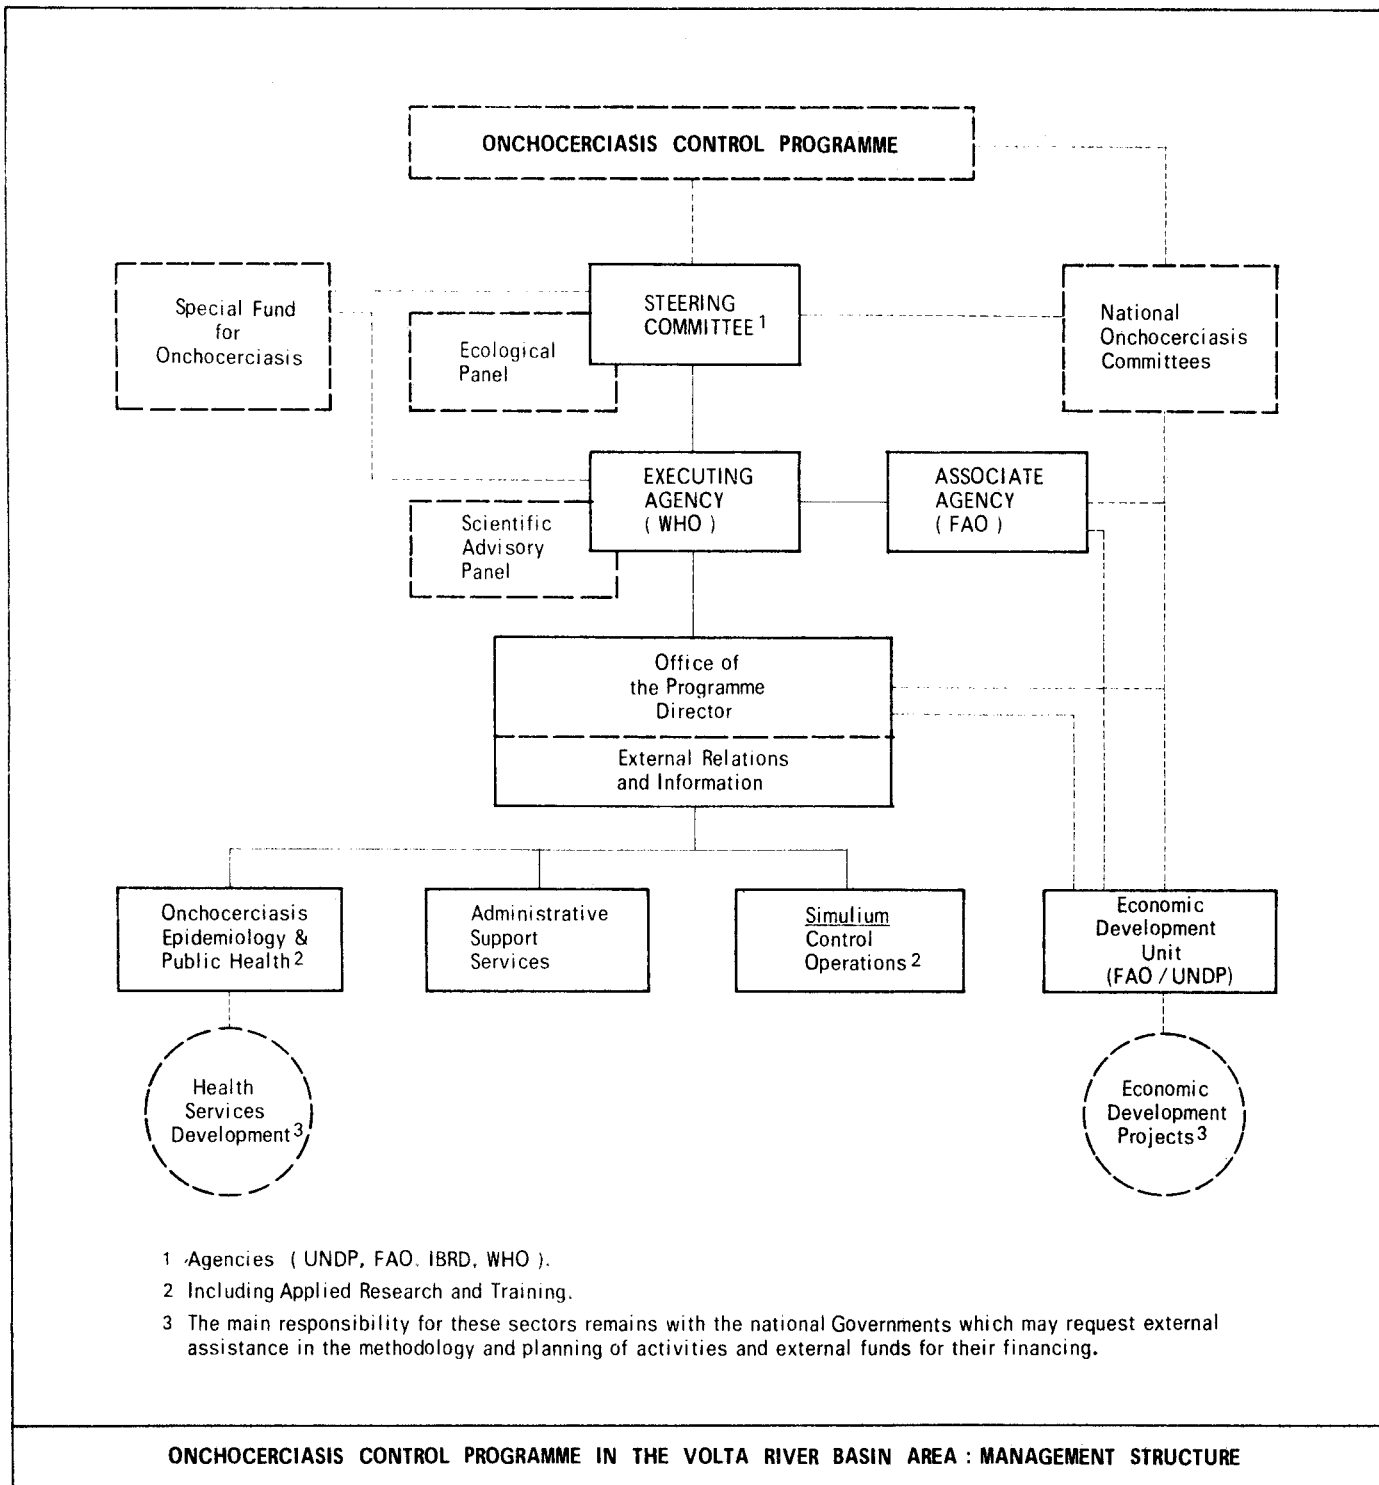 ONCHOCERCIASIS CONTROL PROGRAMME
Special Fund
for
Onchocerciasis
STEERING
COMMITTEE 1
National
Onchocerciasis
Committees
Ecological
Panel
EXECUTING
AGENCY
( WHO )
ASSOCIATE
AGENCY
( FAO )
Scientific
Advisory
Panel
Office of
the Programme
Director
External Relations
and Information
Onchocerciasis
Epidemiology &
Public Health 2
Administrative
Support
Services
Simulium
Control
Operations 2
Economic
Development
Unit
(FAO / UNDP)
Health
Services
Development 3
Economic
Development
Projects 3
1 Agencies ( UNDP, FAO, IBRD, WHO ).
2 Including Applied Research and Training.
3 The main responsibility for these sectors remains with the national Governments which may request external
assistance in the methodology and planning of activities and external funds for their financing.
ONCHOCERCIASIS CONTROL PROGRAMME IN THE VOLTA RIVER BASIN AREA : MANAGEMENT STRUCTURE